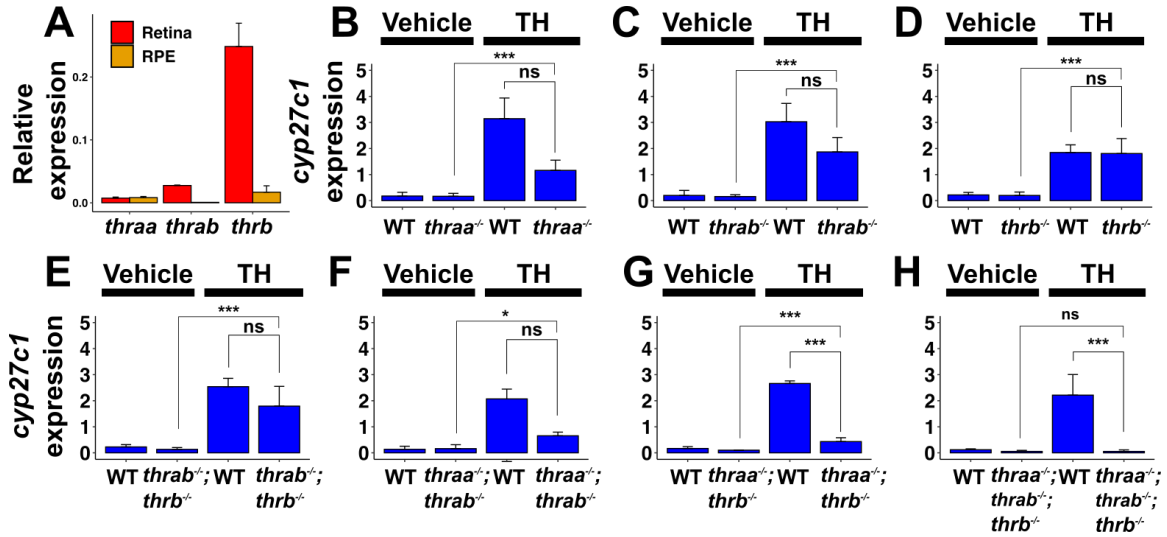 A
Retina
RPE
Relative
expression
0.2
0.1
0.0
thraa thrab thrb
B
Vehicle TH
cyp27c1
expression
5
4
3
2
1
0
***
ns
WT thraa-/- WT thraa-/-
C
Vehicle TH
5
4
3
2
1
0
***
ns
WT thrab-/- WT thrab-/-
D
Vehicle TH
5
4
3
2
1
0
***
ns
WT thrb-/- WT thrb-/-
E
Vehicle TH
cyp27c1
expression
5
4
3
2
1
0
***
ns
WT thrab-/-; WT thrab-/-;
thrb-/- thrb-/-
F
Vehicle TH
5
4
3
2
1
0
*
ns
WT thraa-/-; WT thraa-/-;
thrab-/- thrab-/-
G
Vehicle TH
5
4
3
2
1
0
***
***
WT thraa-/-; WT thraa-/-;
thrb-/- thrb-/-
H
Vehicle TH
5
4
3
2
1
0
ns
***
WT thraa-/-; WT thraa-/-;
thrab-/-; thrab-/-;
thrb-/- thrb-/-